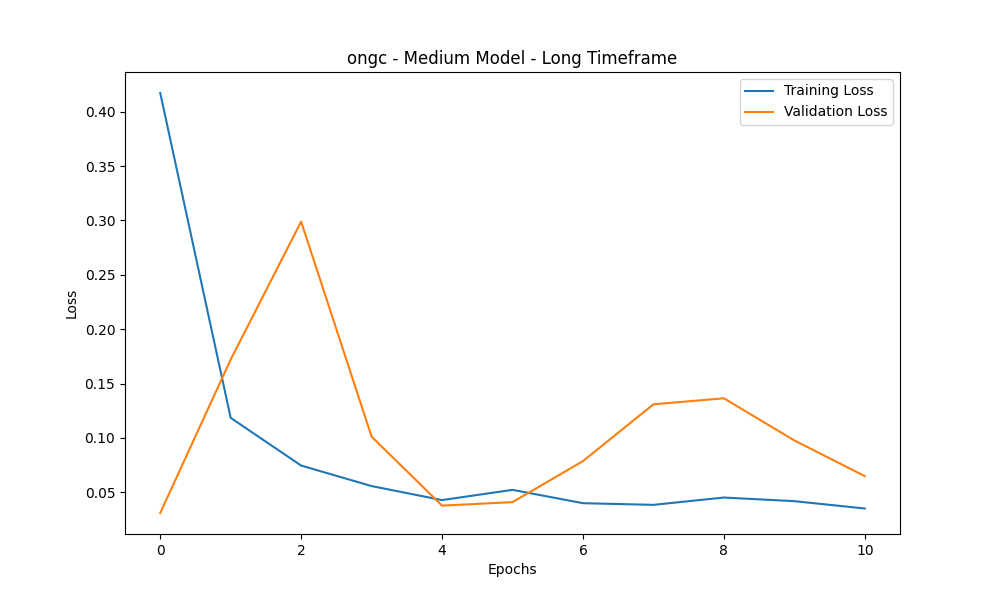 ongc - Medium Model - Long Timeframe
Training Loss
Validation Loss
0.40
0.35
0.30
0.25
0.20
0.15
0.10
0.05
Loss
0 2 4 6 8 10
Epochs